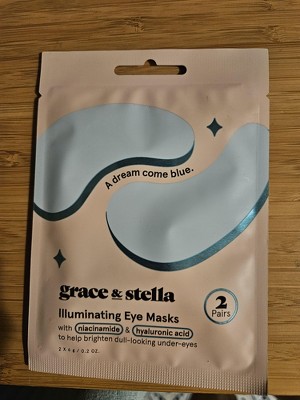 A dream come blue.
grace & stella
2
Pairs
Illuminating Eye Masks
with niacinamide & hyaluronic acid
to help brighten dull-looking under-eyes